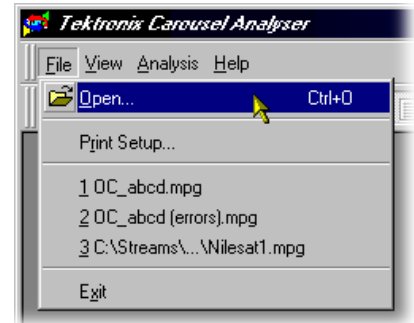 Tektronix Carousel Analyser
File View Analysis Help
Open... Ctrl+O
Print Setup...
1 OC_abcd.mpg
2 OC_abcd (errors).mpg
3 C:\Streams\...\Nilesat1.mpg
Exit